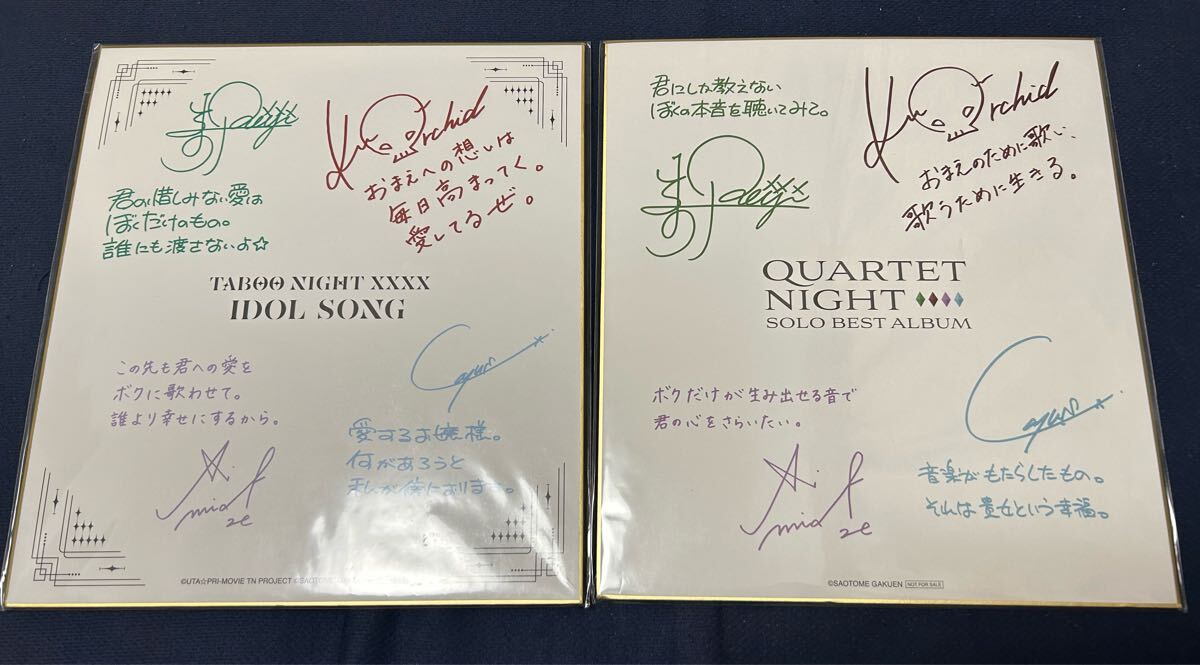 君の惜しみない愛は
ぼくだけのもの。
誰にも渡さないよ☆
Orchid
おまえへの想いは
毎日高まってく。
愛してるぜ。
TABOO NIGHT XXXX
IDOL SONG
この先も君への愛を
ボクに歌わせて。
誰より幸せにするから。
愛するお嬢様。
何があろうと
私が傍におります。
©UTA☆PRI-MOVIE TN PROJECT ©SAOTOME
君にしか教えない
ぼくの本音を聴いてみて。
Orchid
おまえのために歌い、
歌うために生きる。
QUARTET
NIGHT
SOLO BEST ALBUM
ボクだけが生み出せる音で
君の心をさらいたい。
音楽がもたらしたもの。
それは貴女という幸福。
©SAOTOME GAKUEN NOT FOR SALE